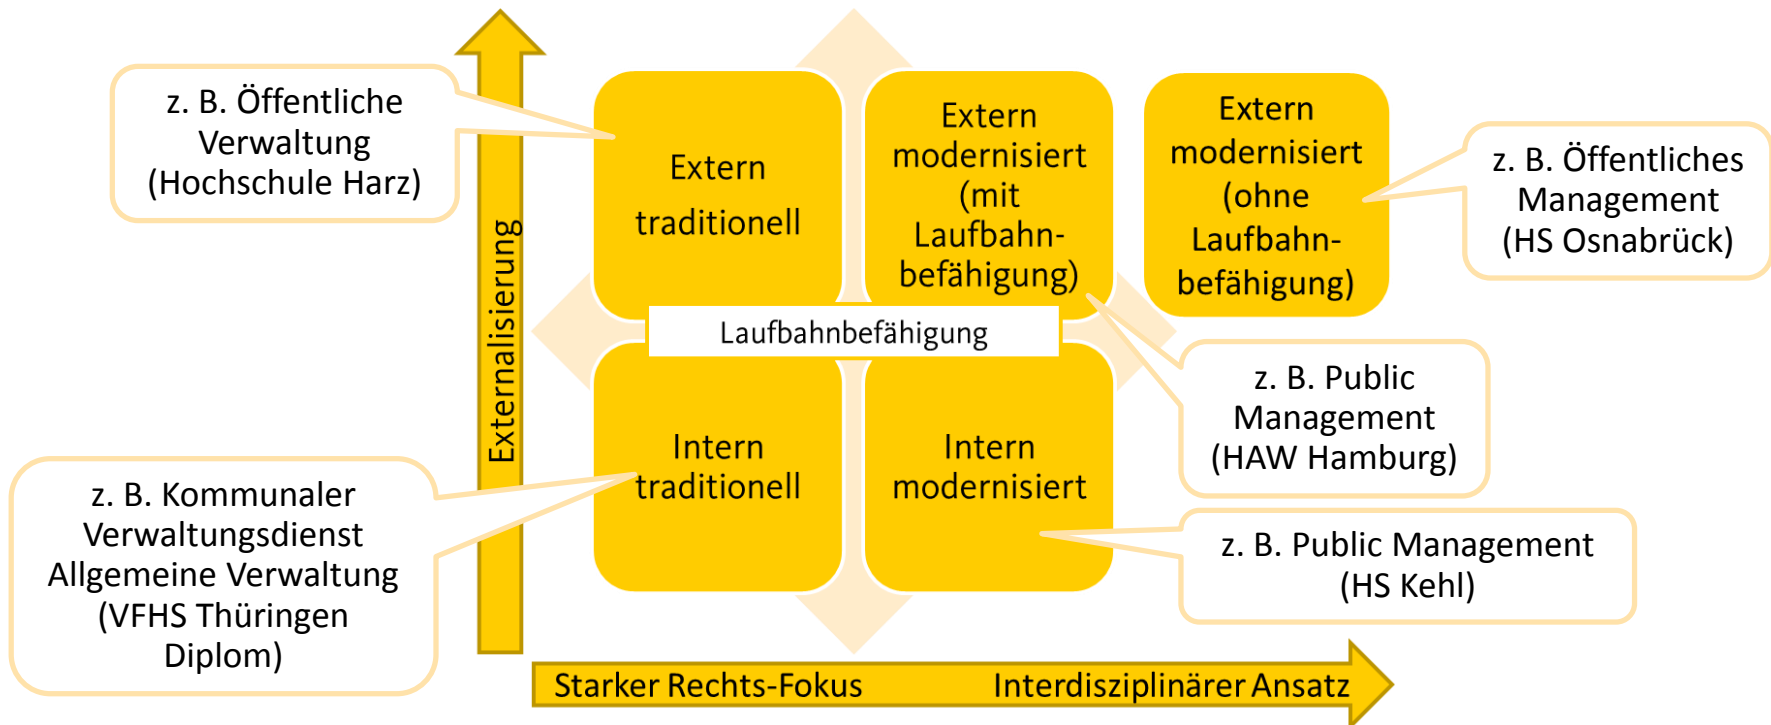 z. B. Öffentliche
Verwaltung
(Hochschule Harz)
Externalisierung
Extern
traditionell
Extern
modernisiert
(mit
Laufbahn-
befähigung)
Extern
modernisiert
(ohne
Laufbahn-
befähigung)
z. B. Öffentliches
Management
(HS Osnabrück)
Laufbahnbefähigung
z. B. Public
Management
(HAW Hamburg)
Intern
traditionell
Intern
modernisiert
z. B. Kommunaler
Verwaltungsdienst
Allgemeine Verwaltung
(VFHS Thüringen
Diplom)
z. B. Public Management
(HS Kehl)
Starker Rechts-Fokus
Interdisziplinärer Ansatz